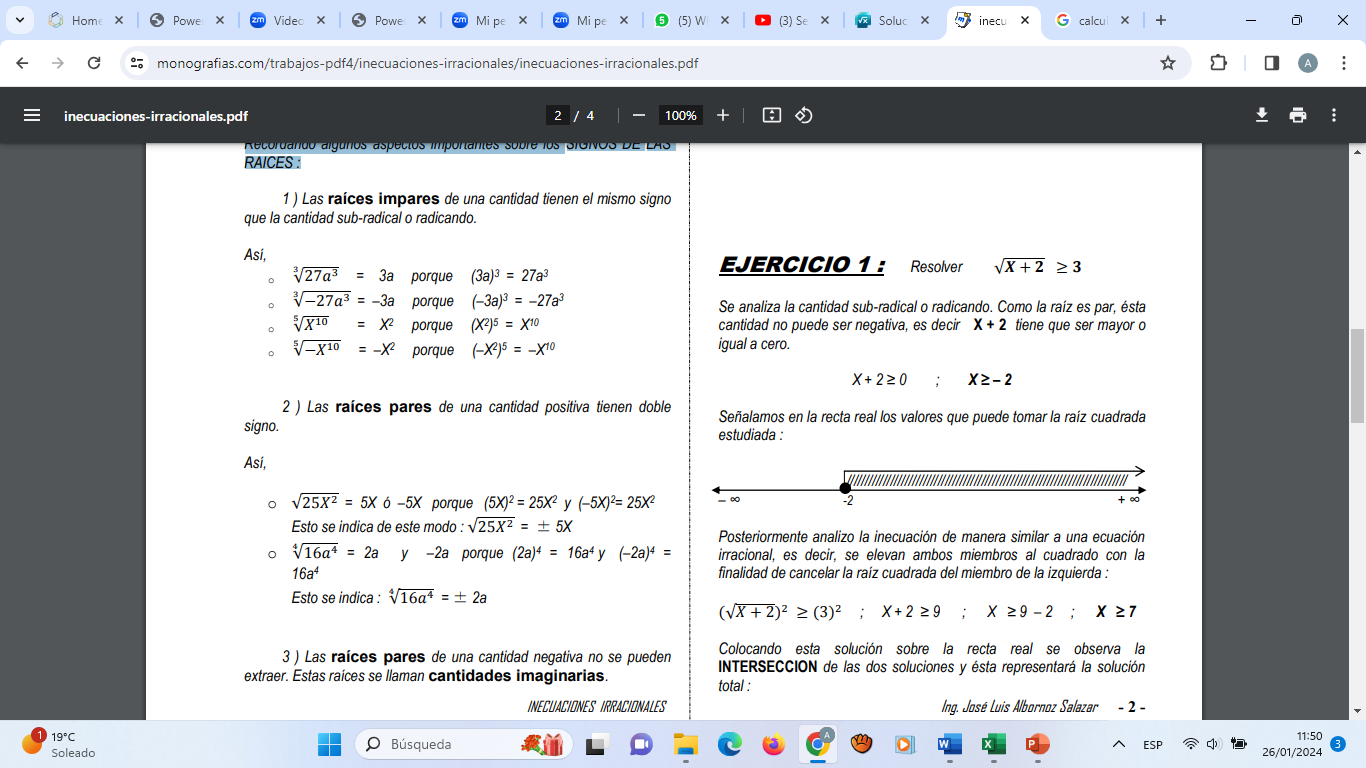 Home
Power
Video
Power
Mi pe
Mi pe
(5) W
(3) Se
Soluc
inecu
calcul
monografias.com/trabajos-pdf4/inecuaciones-irracionales/inecuaciones-irracionales.pdf
A
inecuaciones-irracionales.pdf
2 / 4
100%
Recordando algunos aspectos importantes sobre los SIGNOS DE LAS
RAICES :
1 ) Las raíces impares de una cantidad tienen el mismo signo
que la cantidad sub-radical o radicando.
Así,
∛27a³ = 3a porque (3a)³ = 27a³
∛−27a³ = –3a porque (–3a)³ = –27a³
⁵√X¹⁰ = X² porque (X²)⁵ = X¹⁰
⁵√−X¹⁰ = –X² porque (–X²)⁵ = –X¹⁰
2 ) Las raíces pares de una cantidad positiva tienen doble
signo.
Así,
√25X² = 5X ó –5X porque (5X)² = 25X² y (–5X)²= 25X²
Esto se indica de este modo : √25X² = ± 5X
∜16a⁴ = 2a y –2a porque (2a)⁴ = 16a⁴ y (–2a)⁴ =
16a⁴
Esto se indica : ∜16a⁴ = ± 2a
3 ) Las raíces pares de una cantidad negativa no se pueden
extraer. Estas raices se llaman cantidades imaginarias.
INECUACIONES IRRACIONALES
EJERCICIO 1 : Resolver √X + 2 ≥ 3
Se analiza la cantidad sub-radical o radicando. Como la raíz es par, ésta
cantidad no puede ser negativa, es decir X + 2 tiene que ser mayor o
igual a cero.
X + 2 ≥ 0 ; X ≥ – 2
Señalamos en la recta real los valores que puede tomar la raíz cuadrada
estudiada :
– ∞ -2 + ∞
Posteriormente analizo la inecuación de manera similar a una ecuación
irracional, es decir, se elevan ambos miembros al cuadrado con la
finalidad de cancelar la raíz cuadrada del miembro de la izquierda :
(√X + 2)² ≥ (3)² ; X + 2 ≥ 9 ; X ≥ 9 – 2 ; X ≥ 7
Colocando esta solución sobre la recta real se observa la
INTERSECCION de las dos soluciones y ésta representará la solución
total :
Ing. José Luis Albornoz Salazar - 2 -
1
19°C
Soleado
Búsqueda
A
ESP
11:50
26/01/2024
3